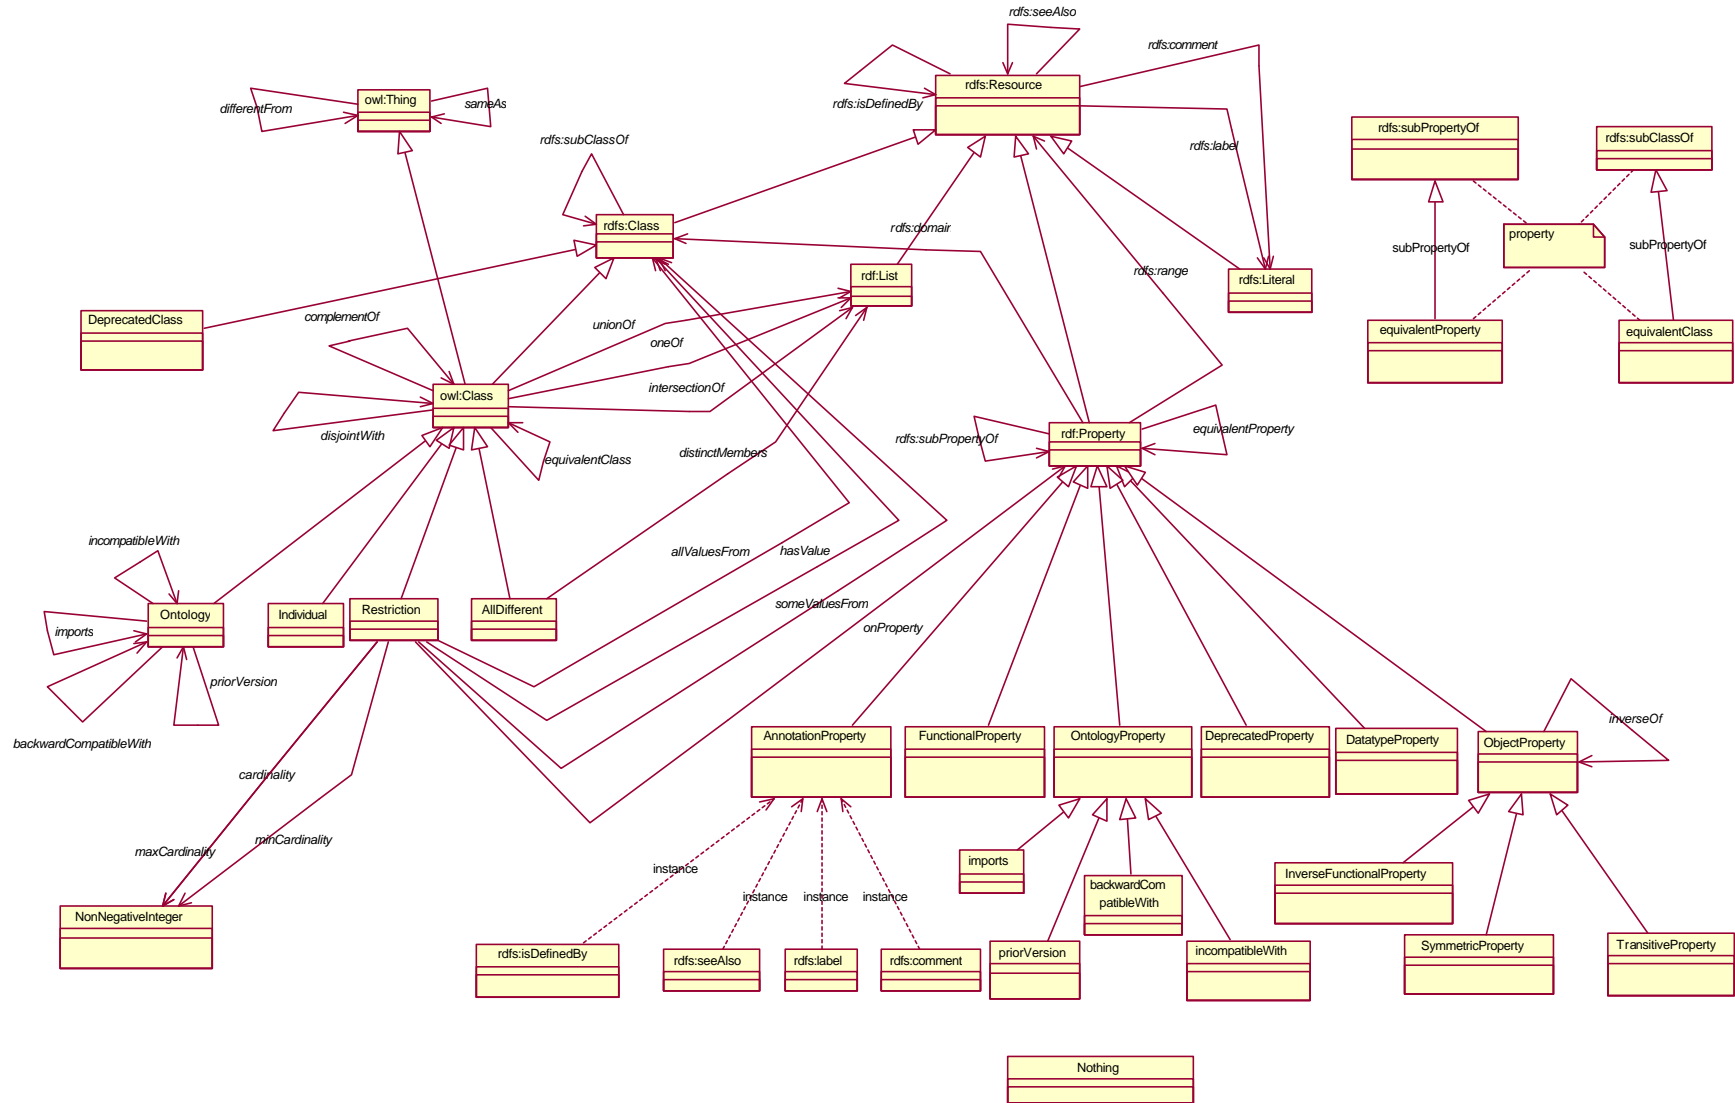 rdfs:seeAlso
rdfs:comment
rdfs:Resource
rdfs:isDefinedBy
owl:Thing
differentFrom
sameAs
rdfs:subClassOf
rdfs:label
rdfs:subPropertyOf
rdfs:subClassOf
rdfs:Class
rdfs:domair
property
subPropertyOf
subPropertyOf
rdf:List
rdfs:range
rdfs:Literal
DeprecatedClass
complementOf
unionOf
oneOf
equivalentProperty
equivalentClass
owl:Class
intersectionOf
disjointWith
equivalentClass
distinctMembers
rdfs:subPropertyOf
rdf:Property
equivalentProperty
incompatibleWith
allValuesFrom
hasValue
Ontology
Individual
Restriction
AllDifferent
someValuesFrom
imports
onProperty
priorVersion
backwardCompatibleWith
cardinality
AnnotationProperty
FunctionalProperty
OntologyProperty
DeprecatedProperty
DatatypeProperty
ObjectProperty
inverseOf
maxCardinality
minCardinality
instance
instance
instance
instance
imports
backwardCom
patibleWith
InverseFunctionalProperty
NonNegativeInteger
rdfs:isDefinedBy
rdfs:seeAlso
rdfs:label
rdfs:comment
priorVersion
incompatibleWith
SymmetricProperty
TransitiveProperty
Nothing